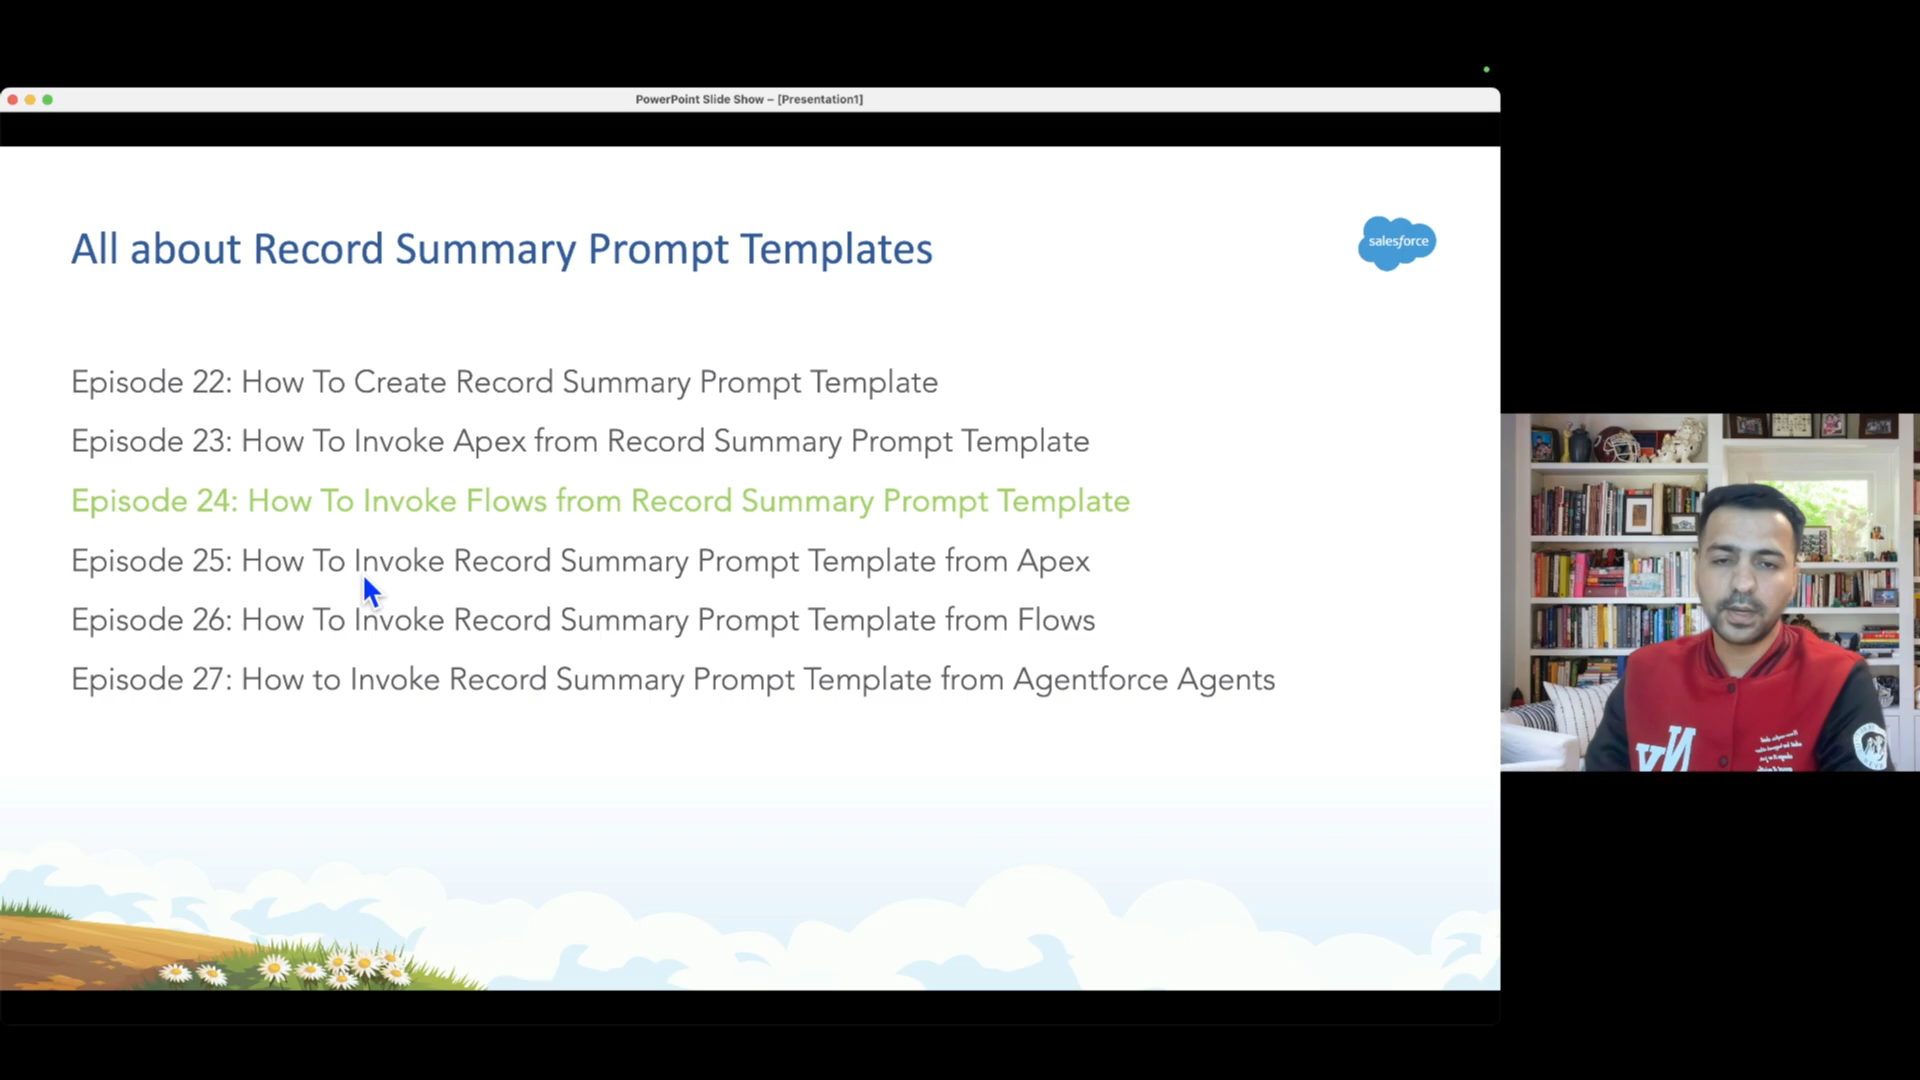 PowerPoint Slide Show – [Presentation1]
All about Record Summary Prompt Templates
salesforce
Episode 22: How To Create Record Summary Prompt Template
Episode 23: How To Invoke Apex from Record Summary Prompt Template
Episode 24: How To Invoke Flows from Record Summary Prompt Template
Episode 25: How To Invoke Record Summary Prompt Template from Apex
Episode 26: How To Invoke Record Summary Prompt Template from Flows
Episode 27: How to Invoke Record Summary Prompt Template from Agentforce Agents